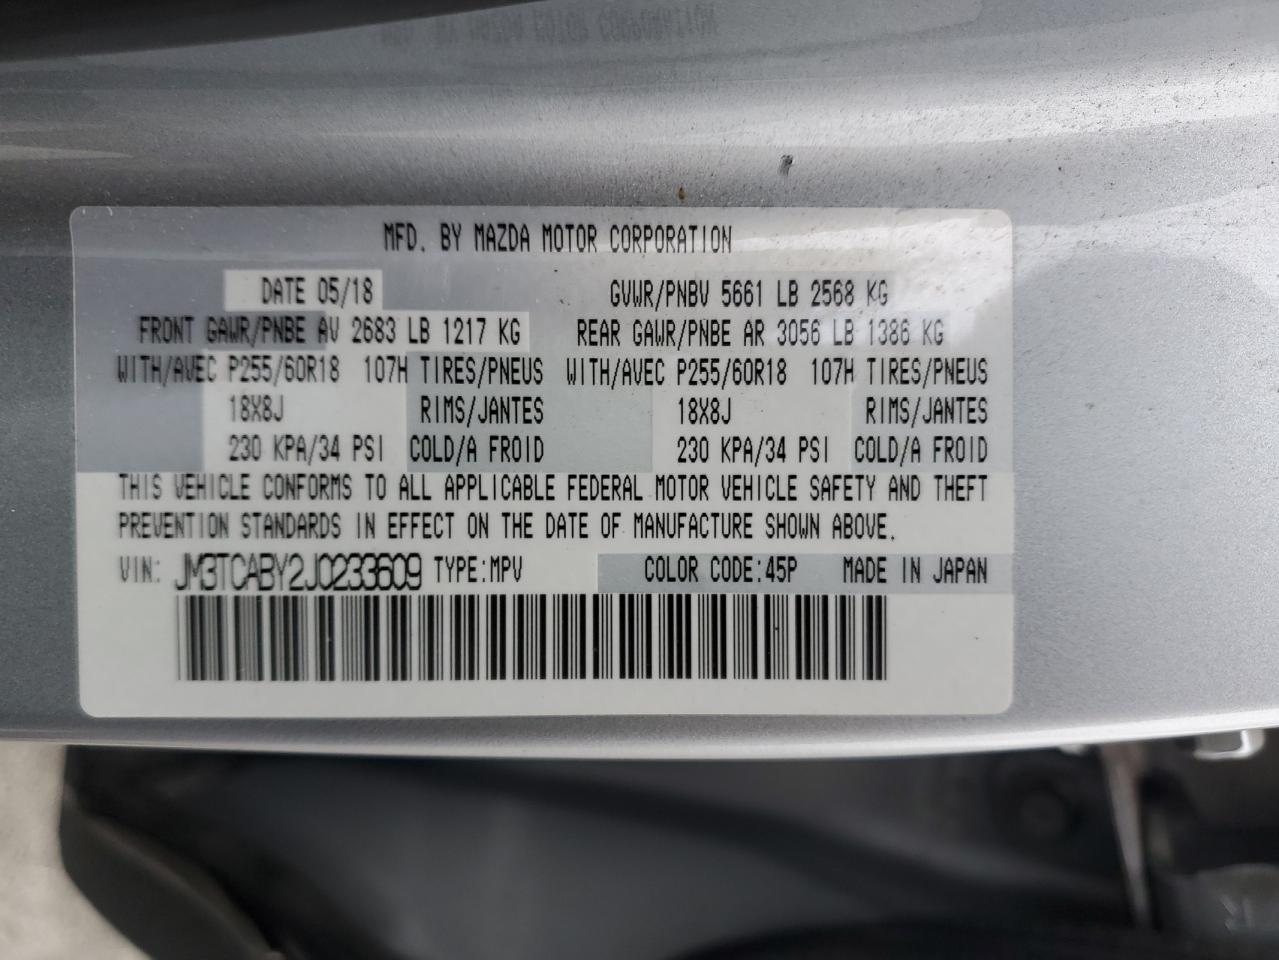 MFD. BY MAZDA MOTOR CORPORATION
DATE 05/18 GVWR/PNBV 5661 LB 2568 KG
FRONT GAWR/PNBE AV 2683 LB 1217 KG REAR GAWR/PNBE AR 3056 LB 1386 KG
WITH/AVEC P255/60R18 107H TIRES/PNEUS WITH/AVEC P255/60R18 107H TIRES/PNEUS
18X8J RIMS/JANTES 18X8J RIMS/JANTES
230 KPA/34 PSI COLD/A FROID 230 KPA/34 PSI COLD/A FROID
THIS VEHICLE CONFORMS TO ALL APPLICABLE FEDERAL MOTOR VEHICLE SAFETY AND THEFT
PREVENTION STANDARDS IN EFFECT ON THE DATE OF MANUFACTURE SHOWN ABOVE.
VIN: JM3TCABY2J0233609 TYPE:MPV COLOR CODE:45P MADE IN JAPAN